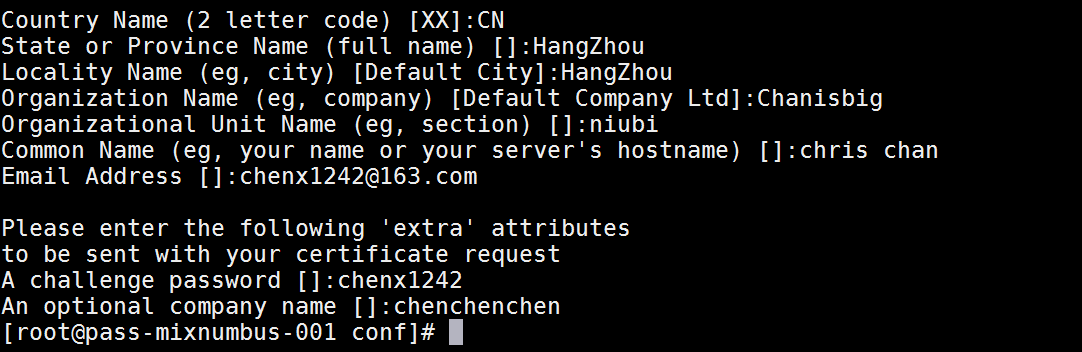 Country Name (2 letter code) [XX]:CN
State or Province Name (full name) []:HangZhou
Locality Name (eg, city) [Default City]:HangZhou
Organization Name (eg, company) [Default Company Ltd]:Chanisbig
Organizational Unit Name (eg, section) []:niubi
Common Name (eg, your name or your server's hostname) []:chris chan
Email Address []:chenx1242@163.com
Please enter the following 'extra' attributes
to be sent with your certificate request
A challenge password []:chenx1242
An optional company name []:chenchenchen
[root@pass-mixnumbus-001 conf]#